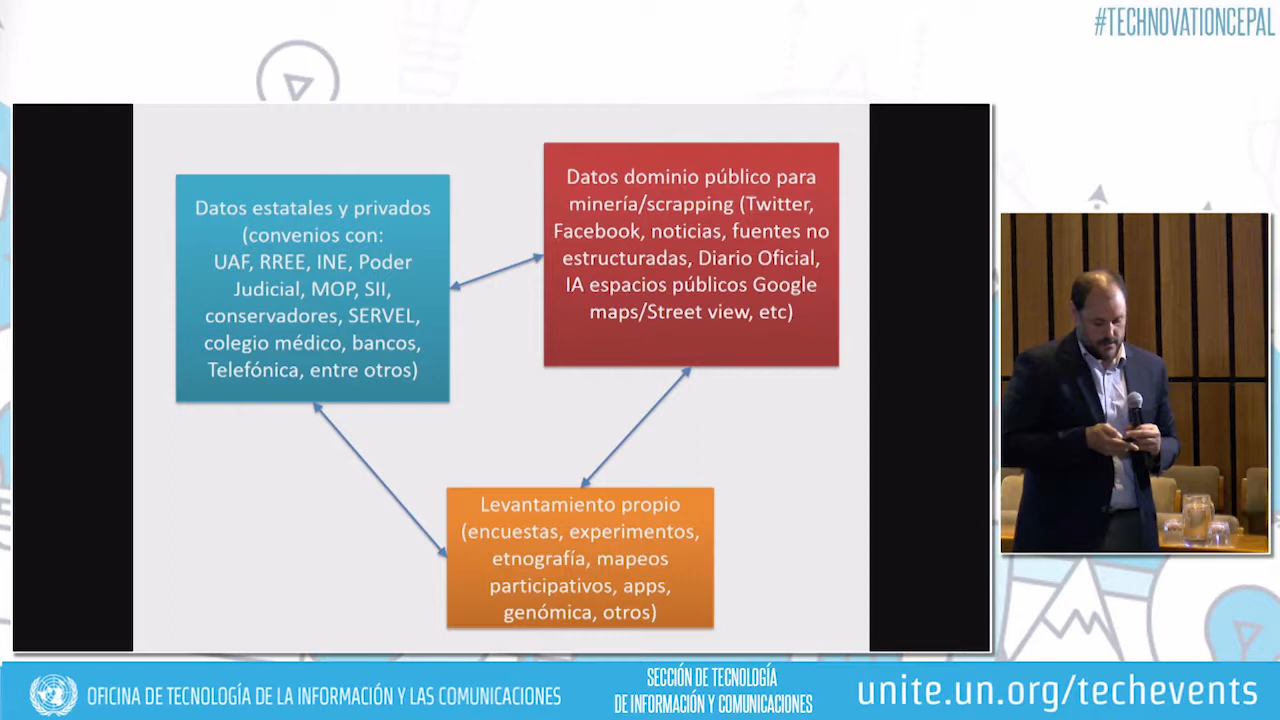 #TECHNOVATIONCEPAL
Datos estatales y privados
(convenios con:
UAF, RREE, INE, Poder
Judicial, MOP, SII,
conservadores, SERVEL,
colegio médico, bancos,
Telefónica, entre otros)
Datos dominio público para
minería/scrapping (Twitter,
Facebook, noticias, fuentes no
estructuradas, Diario Oficial,
IA espacios públicos Google
maps/Street view, etc)
Levantamiento propio
(encuestas, experimentos,
etnografía, mapeos
participativos, apps,
genómica, otros)
OFICINA DE TECNOLOGÍA DE LA INFORMACIÓN Y LAS COMUNICACIONES
SECCIÓN DE TECNOLOGÍA
DE INFORMACIÓN Y COMUNICACIONES
unite.un.org/techevents